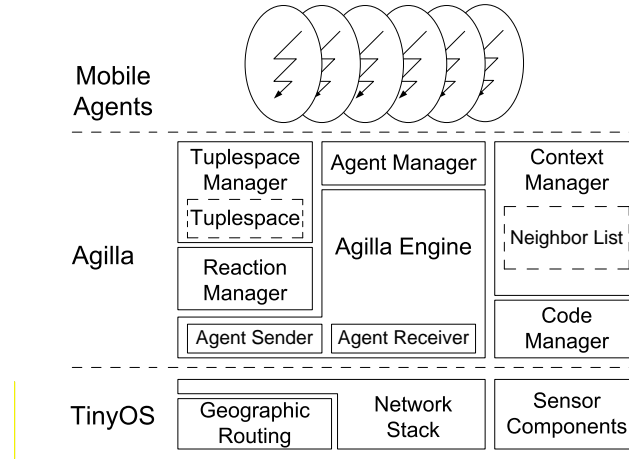 Mobile
Agents
Tuplespace
Manager
Tuplespace
Agent Manager
Context
Manager
Neighbor List
Agilla
Agilla Engine
Reaction
Manager
Agent Sender
Agent Receiver
Code
Manager
TinyOS
Geographic
Routing
Network
Stack
Sensor
Components